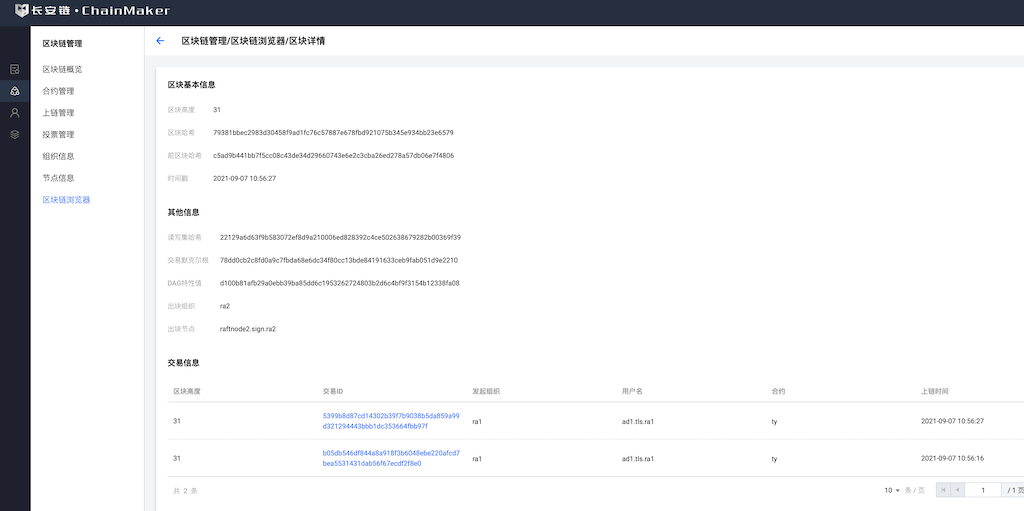 长安链·ChainMaker
区块链管理
区块链概览
合约管理
上链管理
投票管理
组织信息
节点信息
区块链浏览器
区块链管理/区块链浏览器/区块详情
区块基本信息
区块高度 31
区块哈希 79381bbec2983d30458f9ad1fc76c57887e678fbd921075b345e934bb23e6579
前区块哈希 c5ad9b441bb7f5cc08c43de34d29660743e6e2c3cba26ed278a57db06e7f4806
时间戳 2021-09-07 10:56:27
其他信息
读写集哈希 22129a6d63f9b583072ef8d9a210006ed828392c4ce502638679282b00369f39
交易默克尔根 78dd0cb2c8fd0a9c7fbda68e6dc34f80cc13bde84191633ceb9fab051d9e2210
DAG特性值 d100b81afb29a0ebb39ba85dd6c1953262724803b2d6c4bf9f3154b12338fa08
出块组织 ra2
出块节点 raftnode2.sign.ra2
交易信息
区块高度 交易ID 发起组织 用户名 合约 上链时间
31 5399b8d87cd14302b39f7b9038b5da859a99 ra1 ad1.tls.ra1 ty 2021-09-07 10:56:27
d321294443bbb1dc353664fbb97f
31 b05db546df844a8a918f3b6048ebe220afcd7 ra1 ad1.tls.ra1 ty 2021-09-07 10:56:16
bea5531431dab56f67ecdf2f8e0
共 2 条 10 条 / 页 1 / 1 页